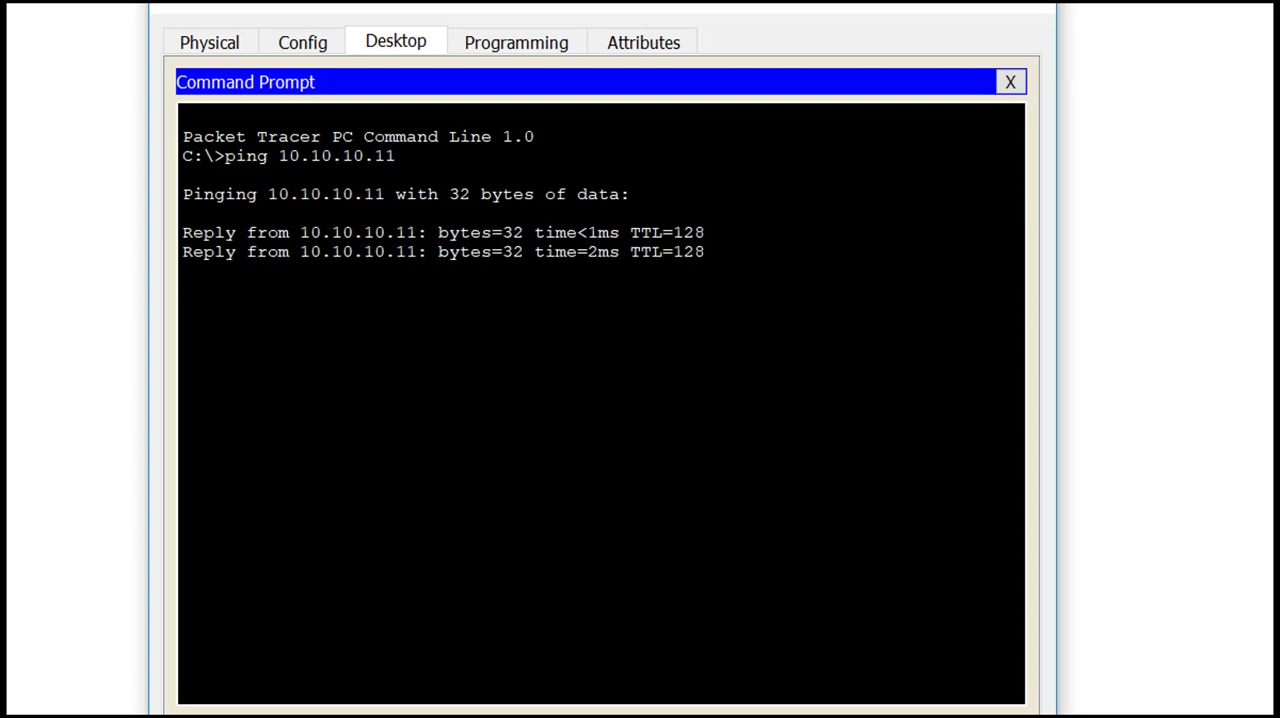 Physical Config Desktop Programming Attributes
Command Prompt X
Packet Tracer PC Command Line 1.0
C:\>ping 10.10.10.11
Pinging 10.10.10.11 with 32 bytes of data:
Reply from 10.10.10.11: bytes=32 time<1ms TTL=128
Reply from 10.10.10.11: bytes=32 time=2ms TTL=128